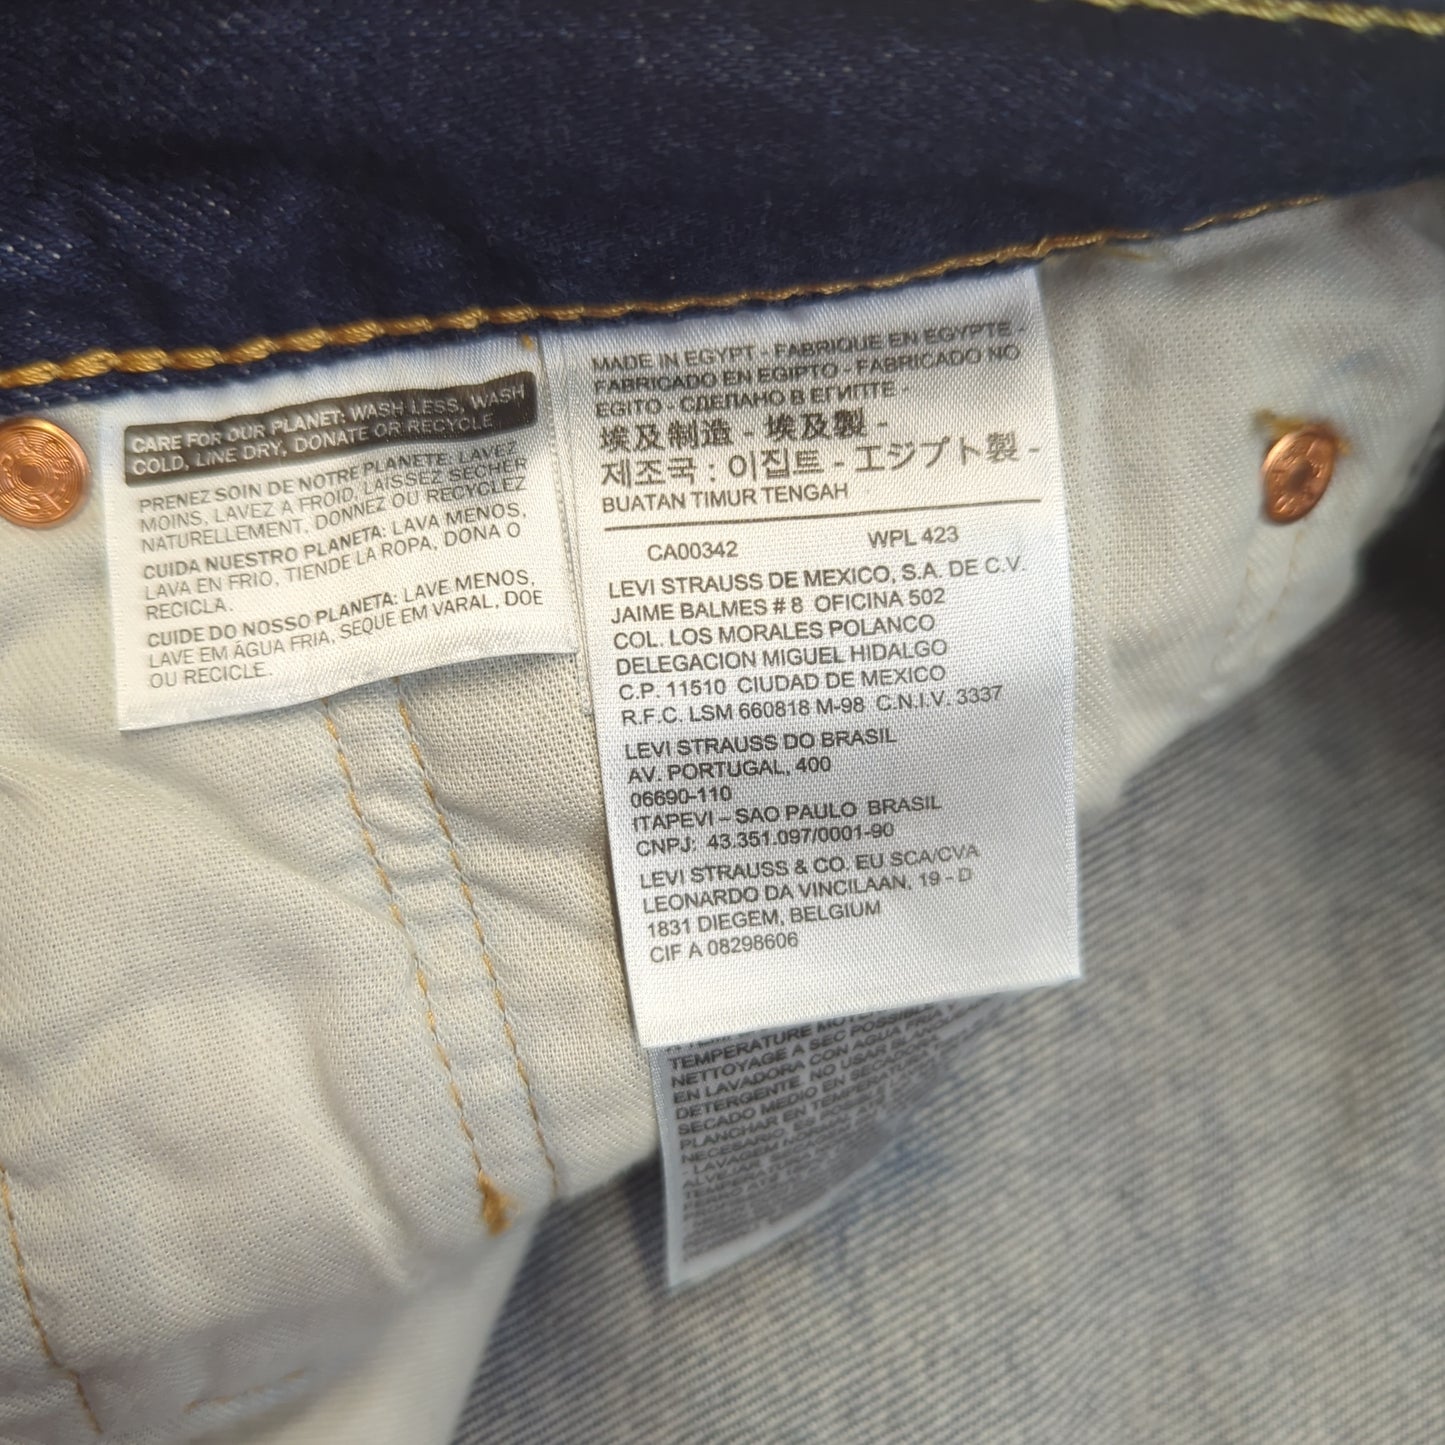 CARE FOR OUR PLANET: WASH LESS, WASH
COLD, LINE DRY, DONATE OR RECYCLE
PRENEZ SOIN DE NOTRE PLANETE: LAVEZ
MOINS, LAVEZ A FROID, LAISSEZ SECHER
NATURELLEMENT, DONNEZ OU RECYCLEZ
CUIDA NUESTRO PLANETA: LAVA MENOS,
LAVA EN FRIO, TIENDE LA ROPA, DONA O
RECICLA.
CUIDE DO NOSSO PLANETA: LAVE MENOS,
LAVE EM ÁGUA FRIA, SEQUE EM VARAL, DOE
OU RECICLE.
MADE IN EGYPT - FABRIQUE EN EGYPTE -
FABRICADO EN EGIPTO - FABRICADO NO
EGITO - СДЕЛАНО В ЕГИПТЕ -
埃及制造 - 埃及製 -
제조국 : 이집트 - エジプト製 -
BUATAN TIMUR TENGAH
CA00342 WPL 423
LEVI STRAUSS DE MEXICO, S.A. DE C.V.
JAIME BALMES # 8 OFICINA 502
COL. LOS MORALES POLANCO
DELEGACION MIGUEL HIDALGO
C.P. 11510 CIUDAD DE MEXICO
R.F.C. LSM 660818 M-98 C.N.I.V. 3337
LEVI STRAUSS DO BRASIL
AV. PORTUGAL, 400
06690-110
ITAPEVI – SAO PAULO BRASIL
CNPJ: 43.351.097/0001-90
LEVI STRAUSS & CO. EU SCA/CVA
LEONARDO DA VINCILAAN, 19 - D
1831 DIEGEM, BELGIUM
CIF A 08298606
TEMPERATURE
NETTOYAGE A SEC POSSIBLE
EN LAVADORA CON AGUA FRIA
DETERGENTE. NO USAR
SECADO MEDIO EN SECADORA
PLANCHAR EN
NECESARIO, ES POSIBLE
- LAVAGEM NORMAL
ALVEJAR.